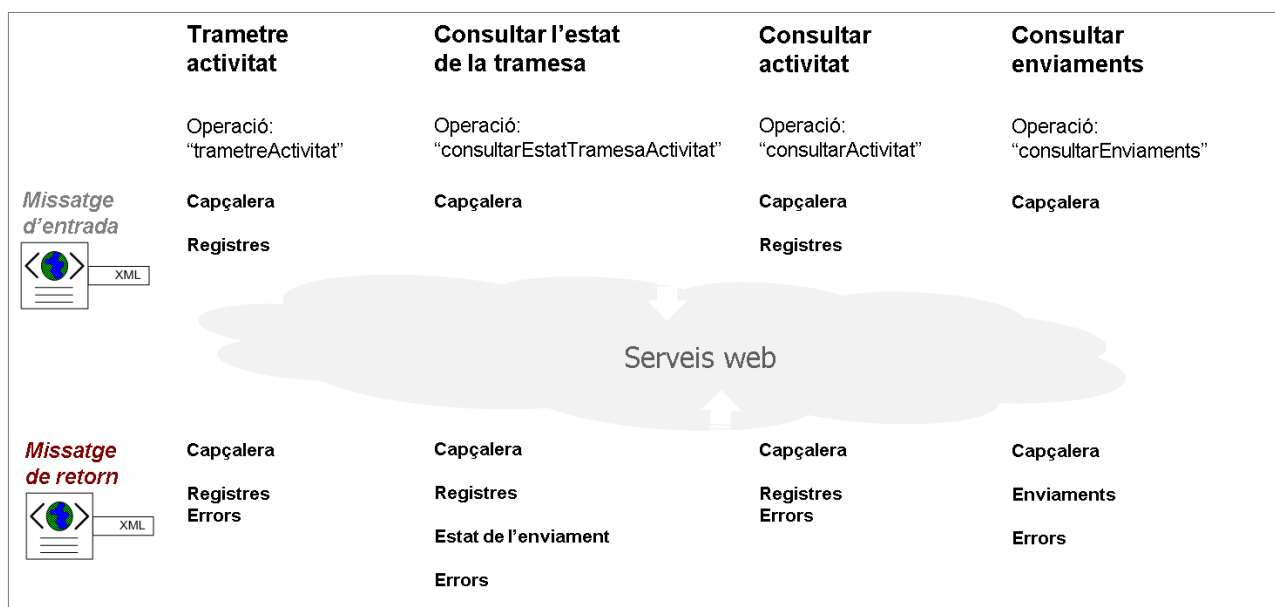 Trametre
activitat
Consultar l'estat
de la tramesa
Consultar
activitat
Consultar
enviaments
Operació:
“trametreActivitat”
Operació:
“consultarEstatTramesaActivitat”
Operació:
“consultarActivitat”
Operació:
“consultarEnviaments”
Missatge
d'entrada
XML
Capçalera
Registres
Capçalera
Capçalera
Registres
Capçalera
Serveis web
Missatge
de retorn
XML
Capçalera
Registres
Errors
Capçalera
Registres
Estat de l'enviament
Errors
Capçalera
Registres
Errors
Capçalera
Enviaments
Errors